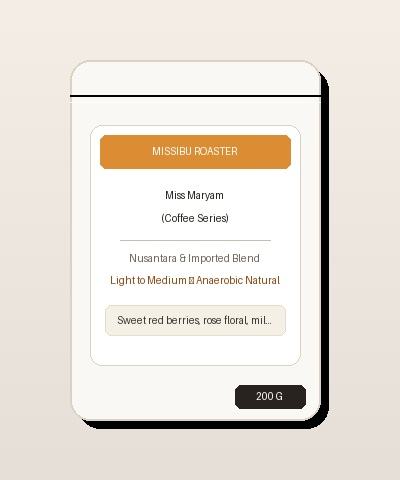 MISSIBU ROASTER
Miss Maryam
(Coffee Series)
Nusantara & Imported Blend
Light to Medium ▯ Anaerobic Natural
Sweet red berries, rose floral, mil...
200 G